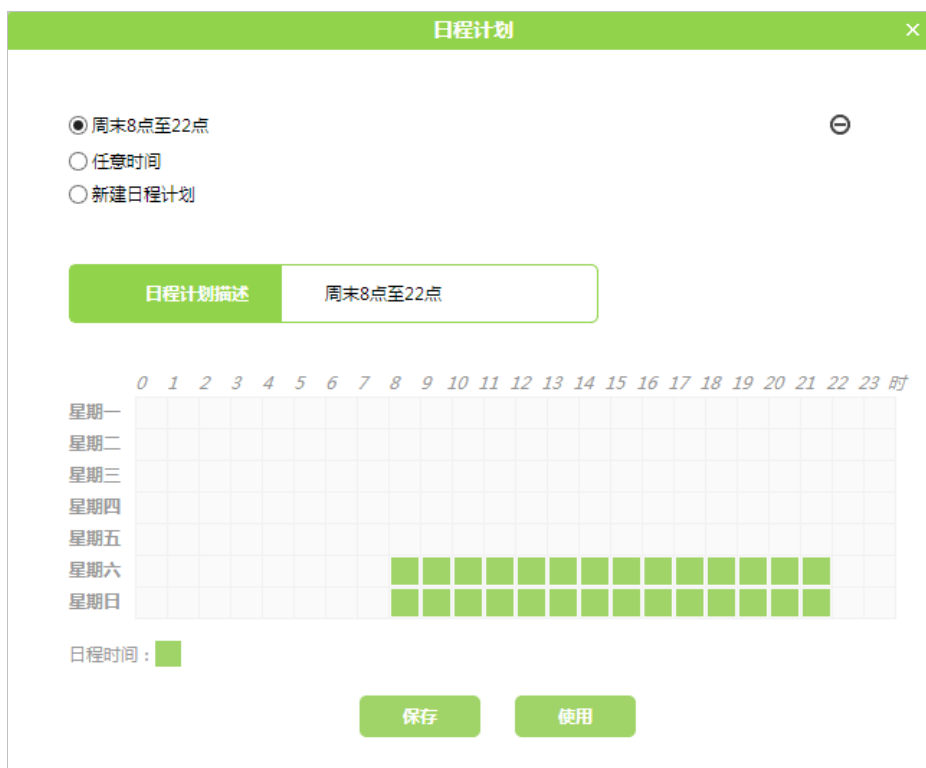 日程计划
周末8点至22点
任意时间
新建日程计划
日程计划描述 周末8点至22点
0 1 2 3 4 5 6 7 8 9 10 11 12 13 14 15 16 17 18 19 20 21 22 23 时
星期一
星期二
星期三
星期四
星期五
星期六
星期日
日程时间：
保存 使用